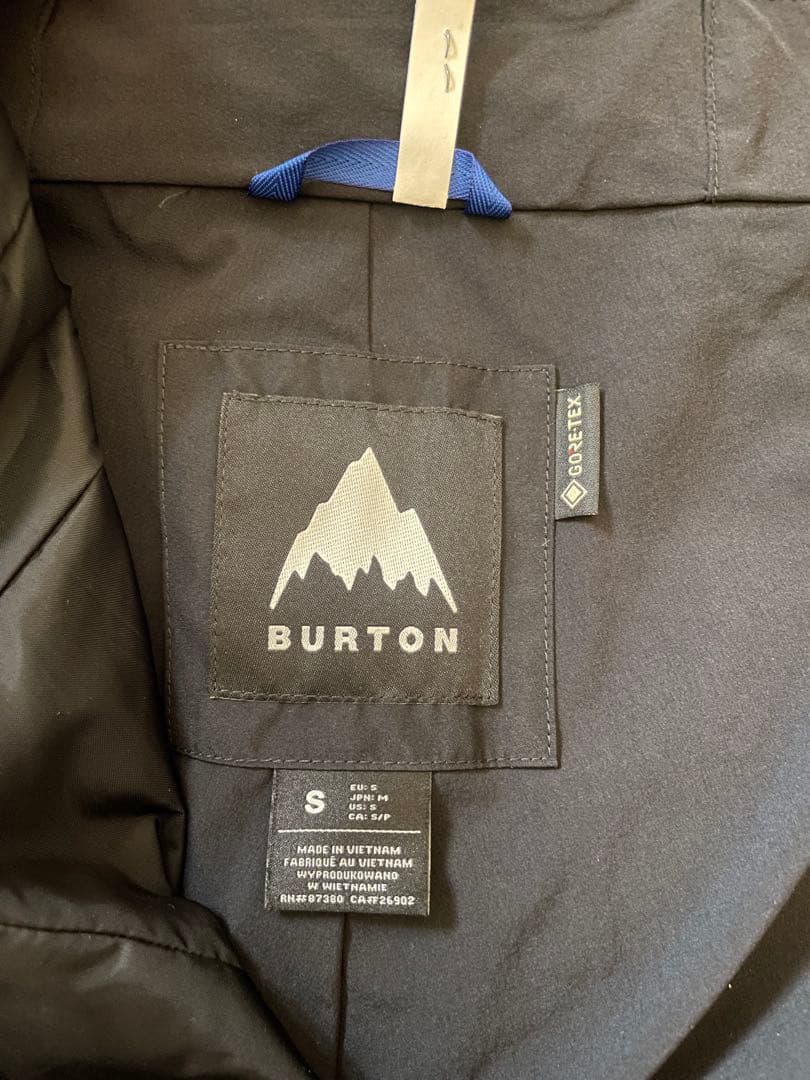 GORE-TEX
BURTON
S
EU: S
JPN: M
US: S
CA: S/P
MADE IN VIETNAM
FABRIQUÉ AU VIETNAM
WYPRODUKOWANO
W WIETNAMIE
RN#87380 CA#26902